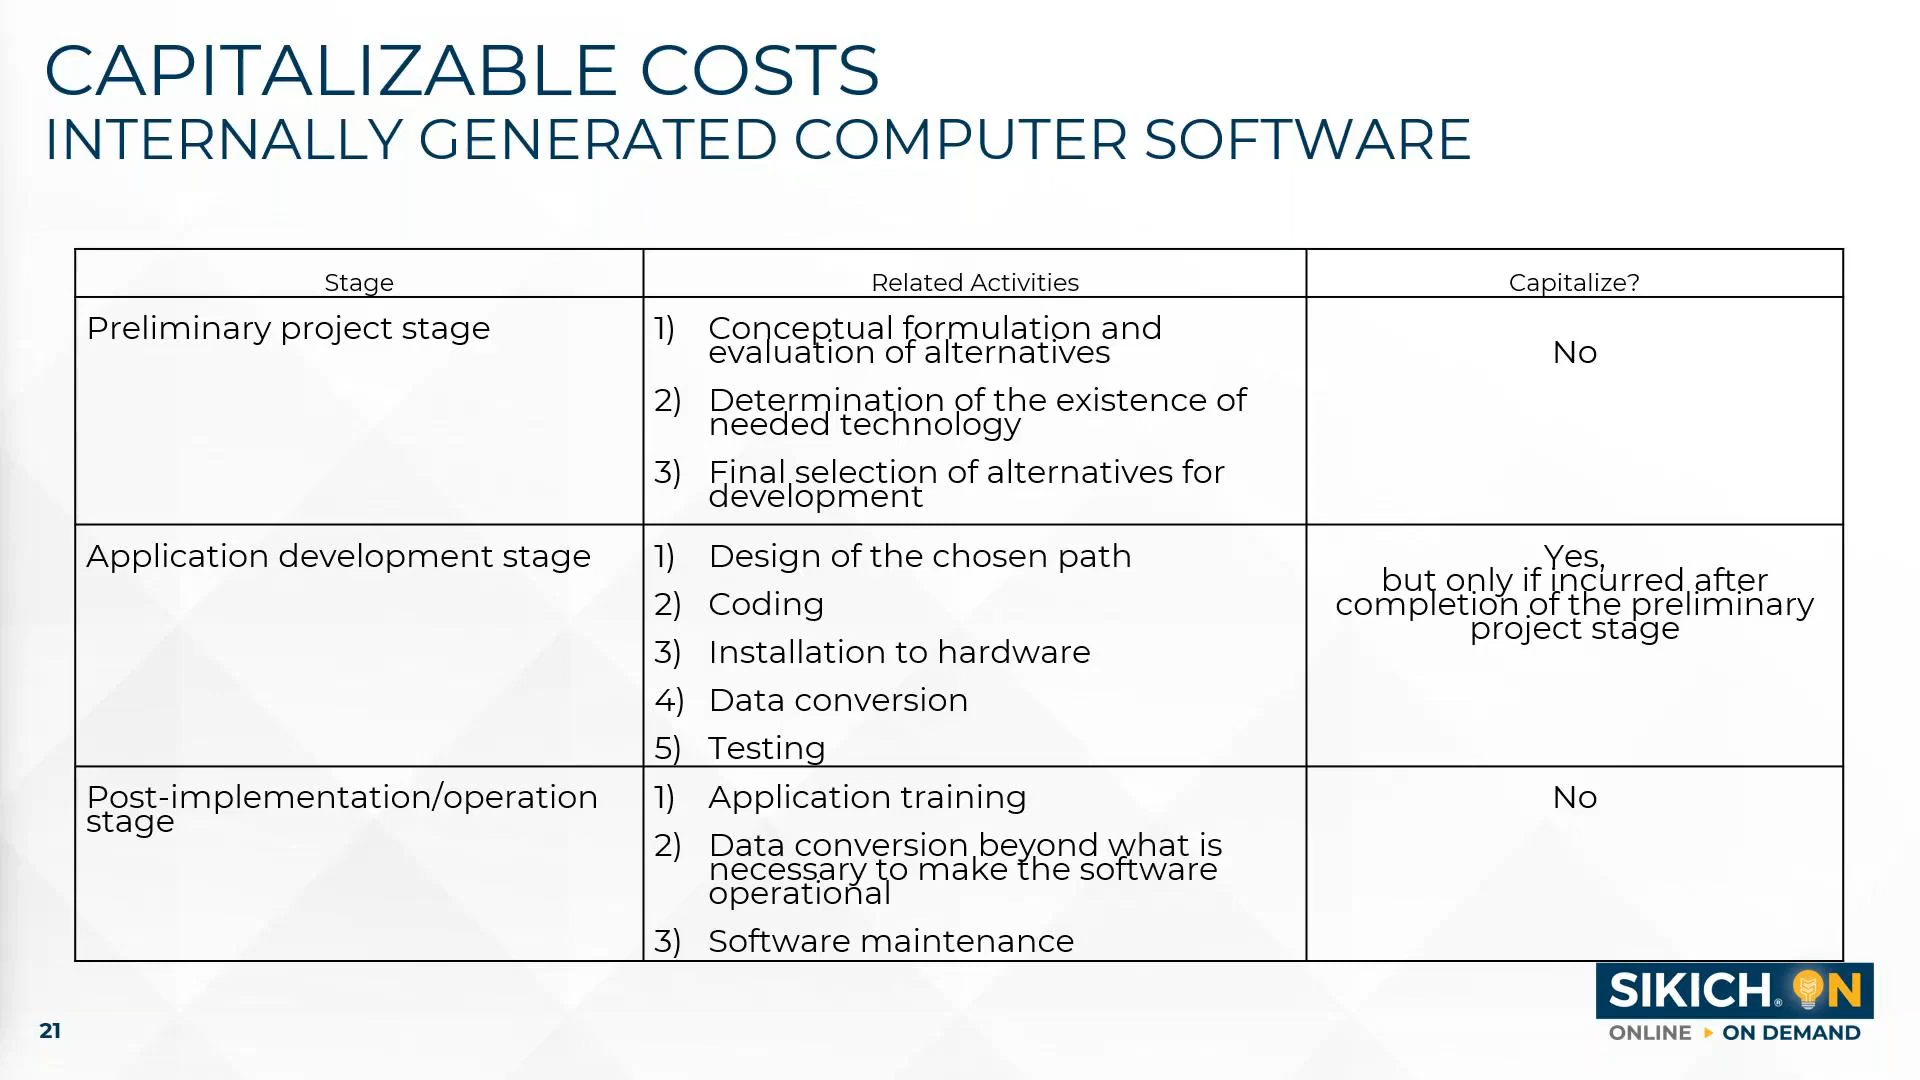 CAPITALIZABLE COSTS
INTERNALLY GENERATED COMPUTER SOFTWARE
Stage
Related Activities
Capitalize?
Preliminary project stage
1) Conceptual formulation and
evaluation of alternatives
2) Determination of the existence of
needed technology
3) Final selection of alternatives for
development
No
Application development stage
1) Design of the chosen path
2) Coding
3) Installation to hardware
4) Data conversion
5) Testing
Yes,
but only if incurred after
completion of the preliminary
project stage
Post-implementation/operation
stage
1) Application training
2) Data conversion beyond what is
necessary to make the software
operational
3) Software maintenance
No
SIKICH® ON
ONLINE ▸ ON DEMAND
21